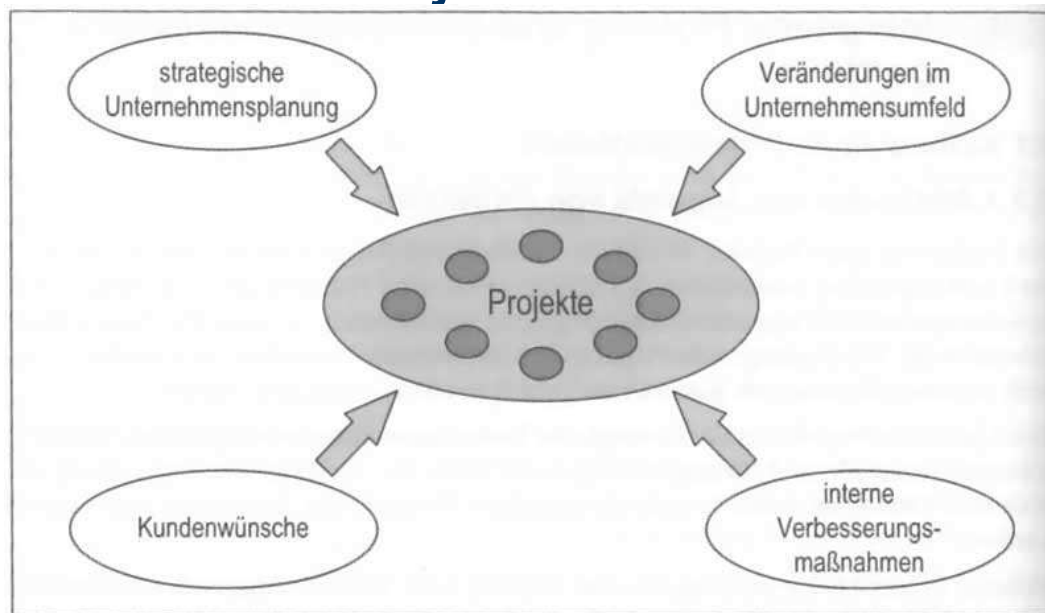 strategische
Unternehmensplanung
Veränderungen im
Unternehmensumfeld
Projekte
Kundenwünsche
interne
Verbesserungs-
maßnahmen